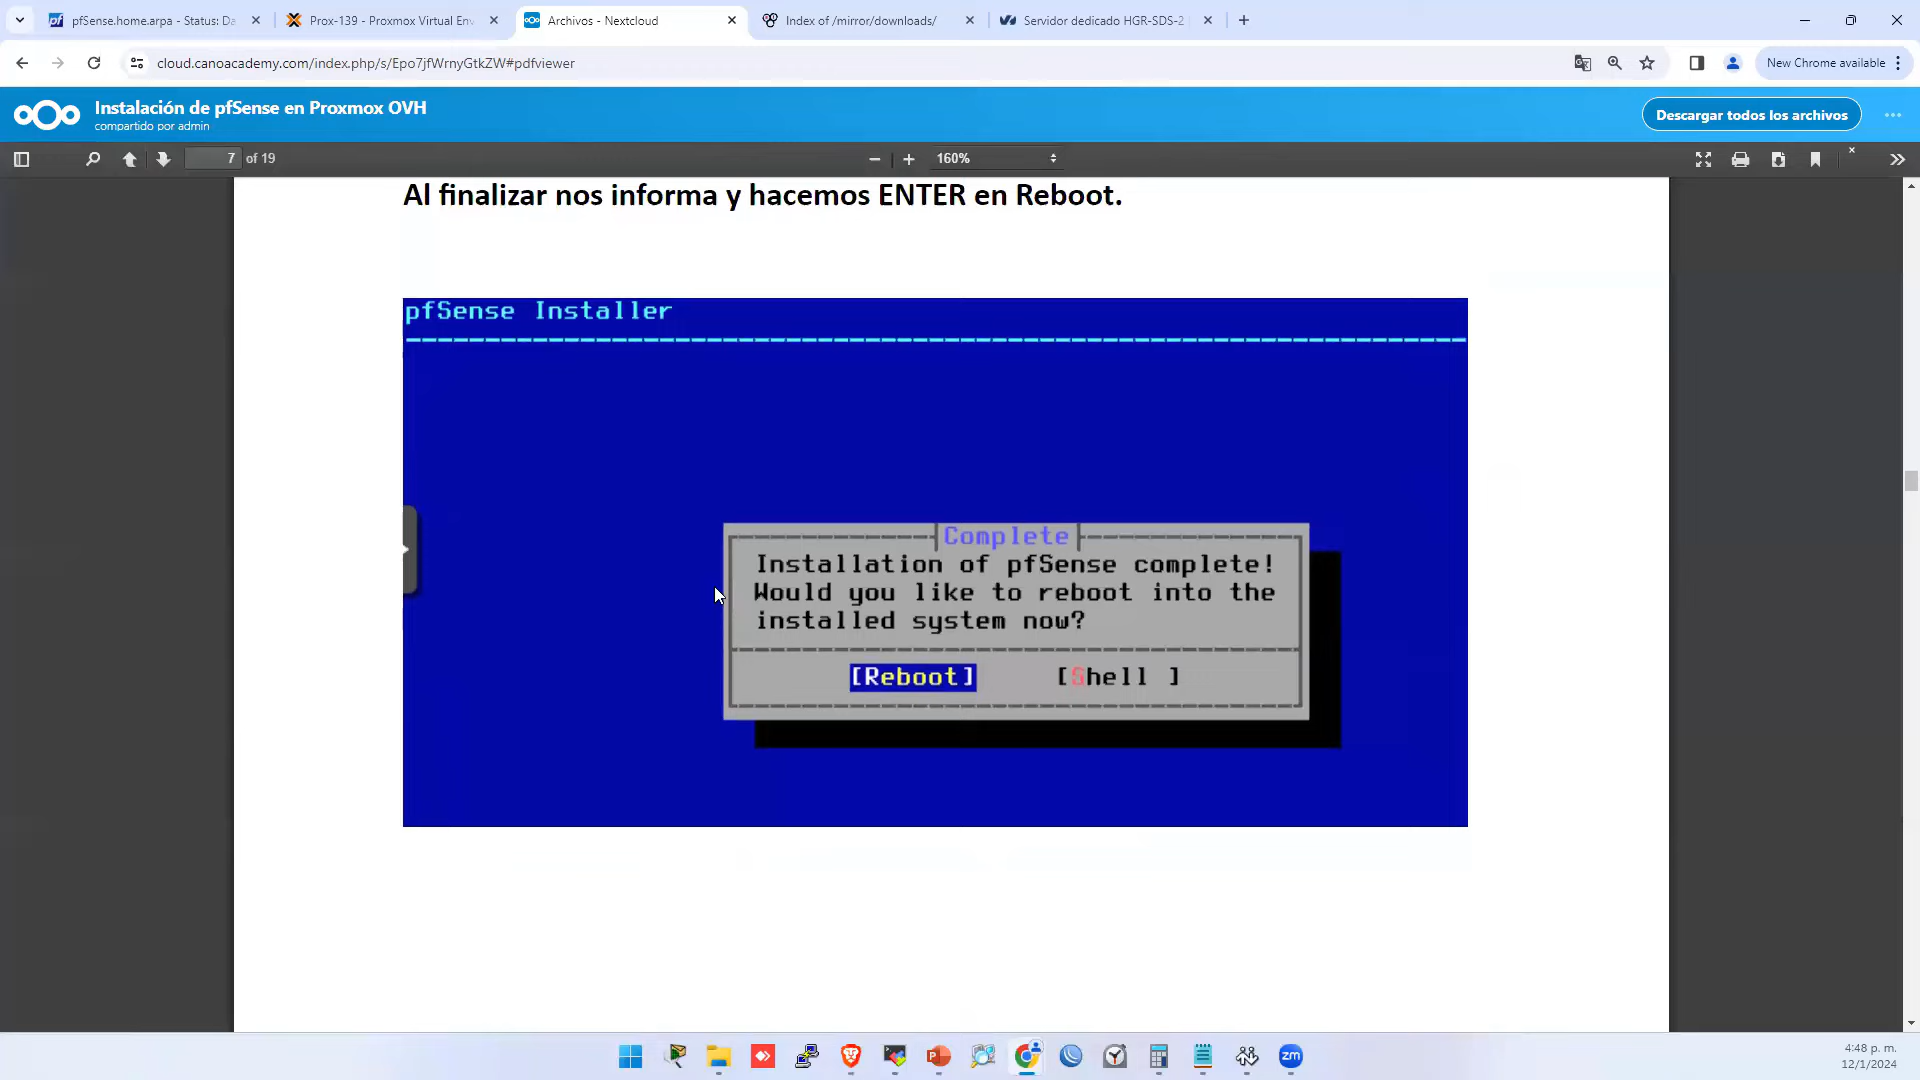 pfSense.home.arpa - Status: Da
Prox-139 - Proxmox Virtual Env
Archivos - Nextcloud
Index of /mirror/downloads/
Servidor dedicado HGR-SDS-2
cloud.canoacademy.com/index.php/s/Epo7jfWrnyGtkZW#pdfviewer
New Chrome available
Instalación de pfSense en Proxmox OVH
compartido por admin
Descargar todos los archivos
7 of 19
160%
Al finalizar nos informa y hacemos ENTER en Reboot.
pfSense Installer
Complete
Installation of pfSense complete!
Would you like to reboot into the
installed system now?
[Reboot] [Shell ]
zm
4:48 p. m.
12/1/2024